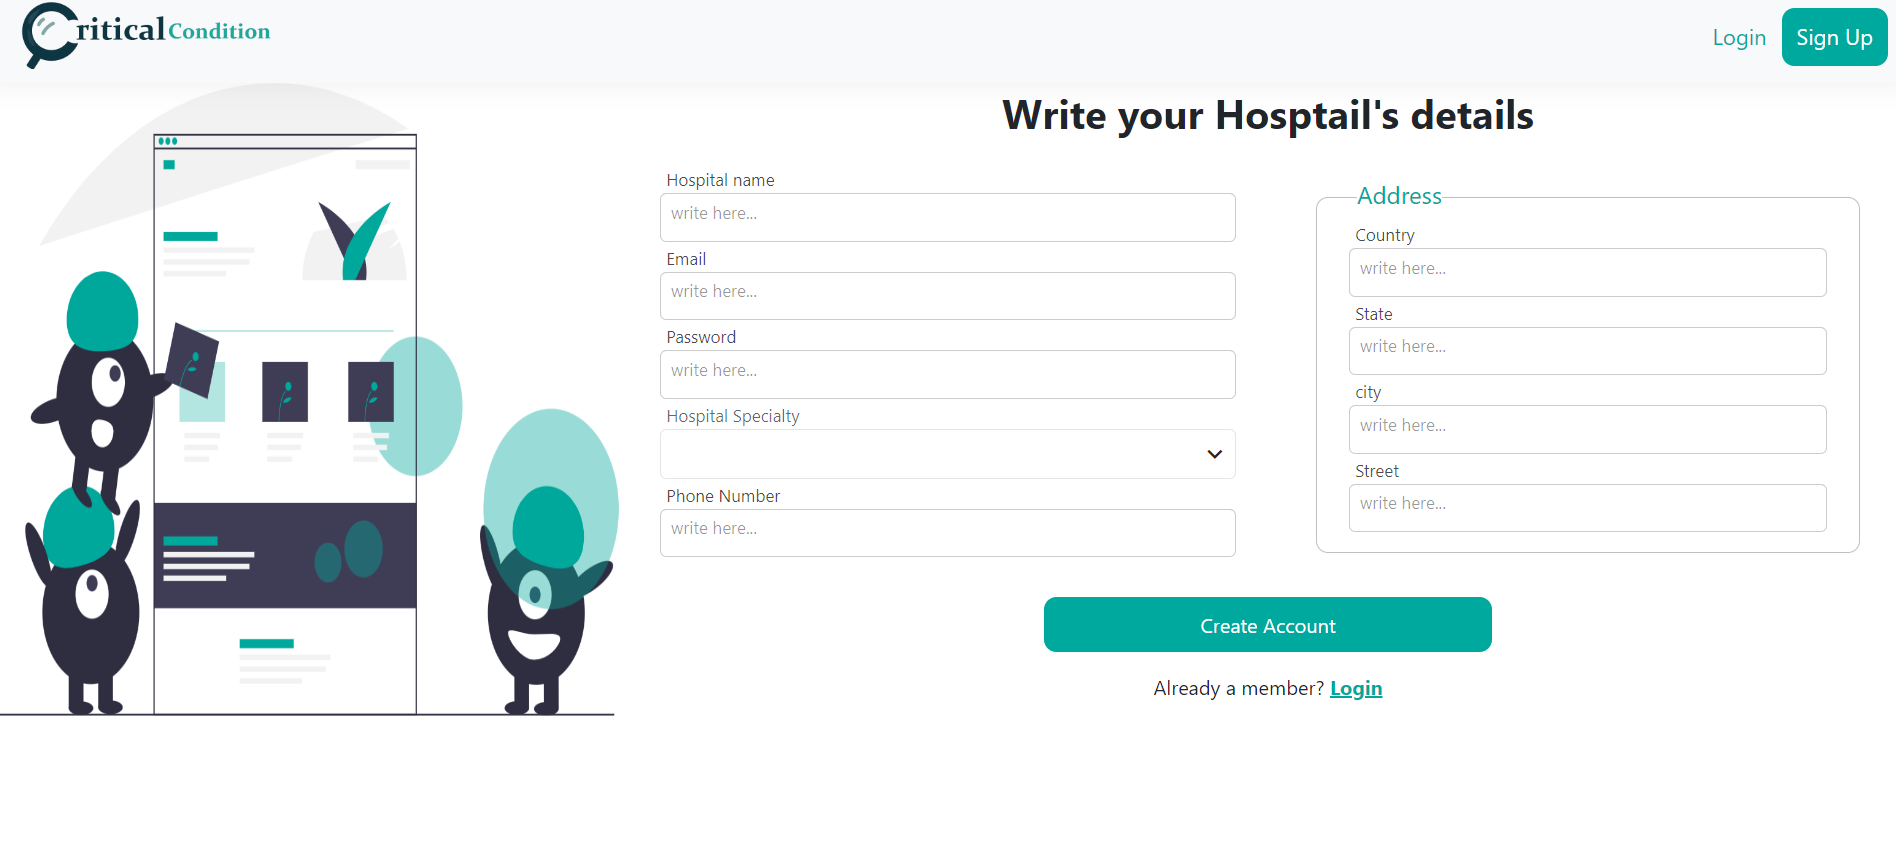 Critical Condition
Login
Sign Up
Write your Hosptail's details
Hospital name
write here...
Email
write here...
Password
write here...
Hospital Specialty
Phone Number
write here...
Address
Country
write here...
State
write here...
city
write here...
Street
write here...
Create Account
Already a member? Login